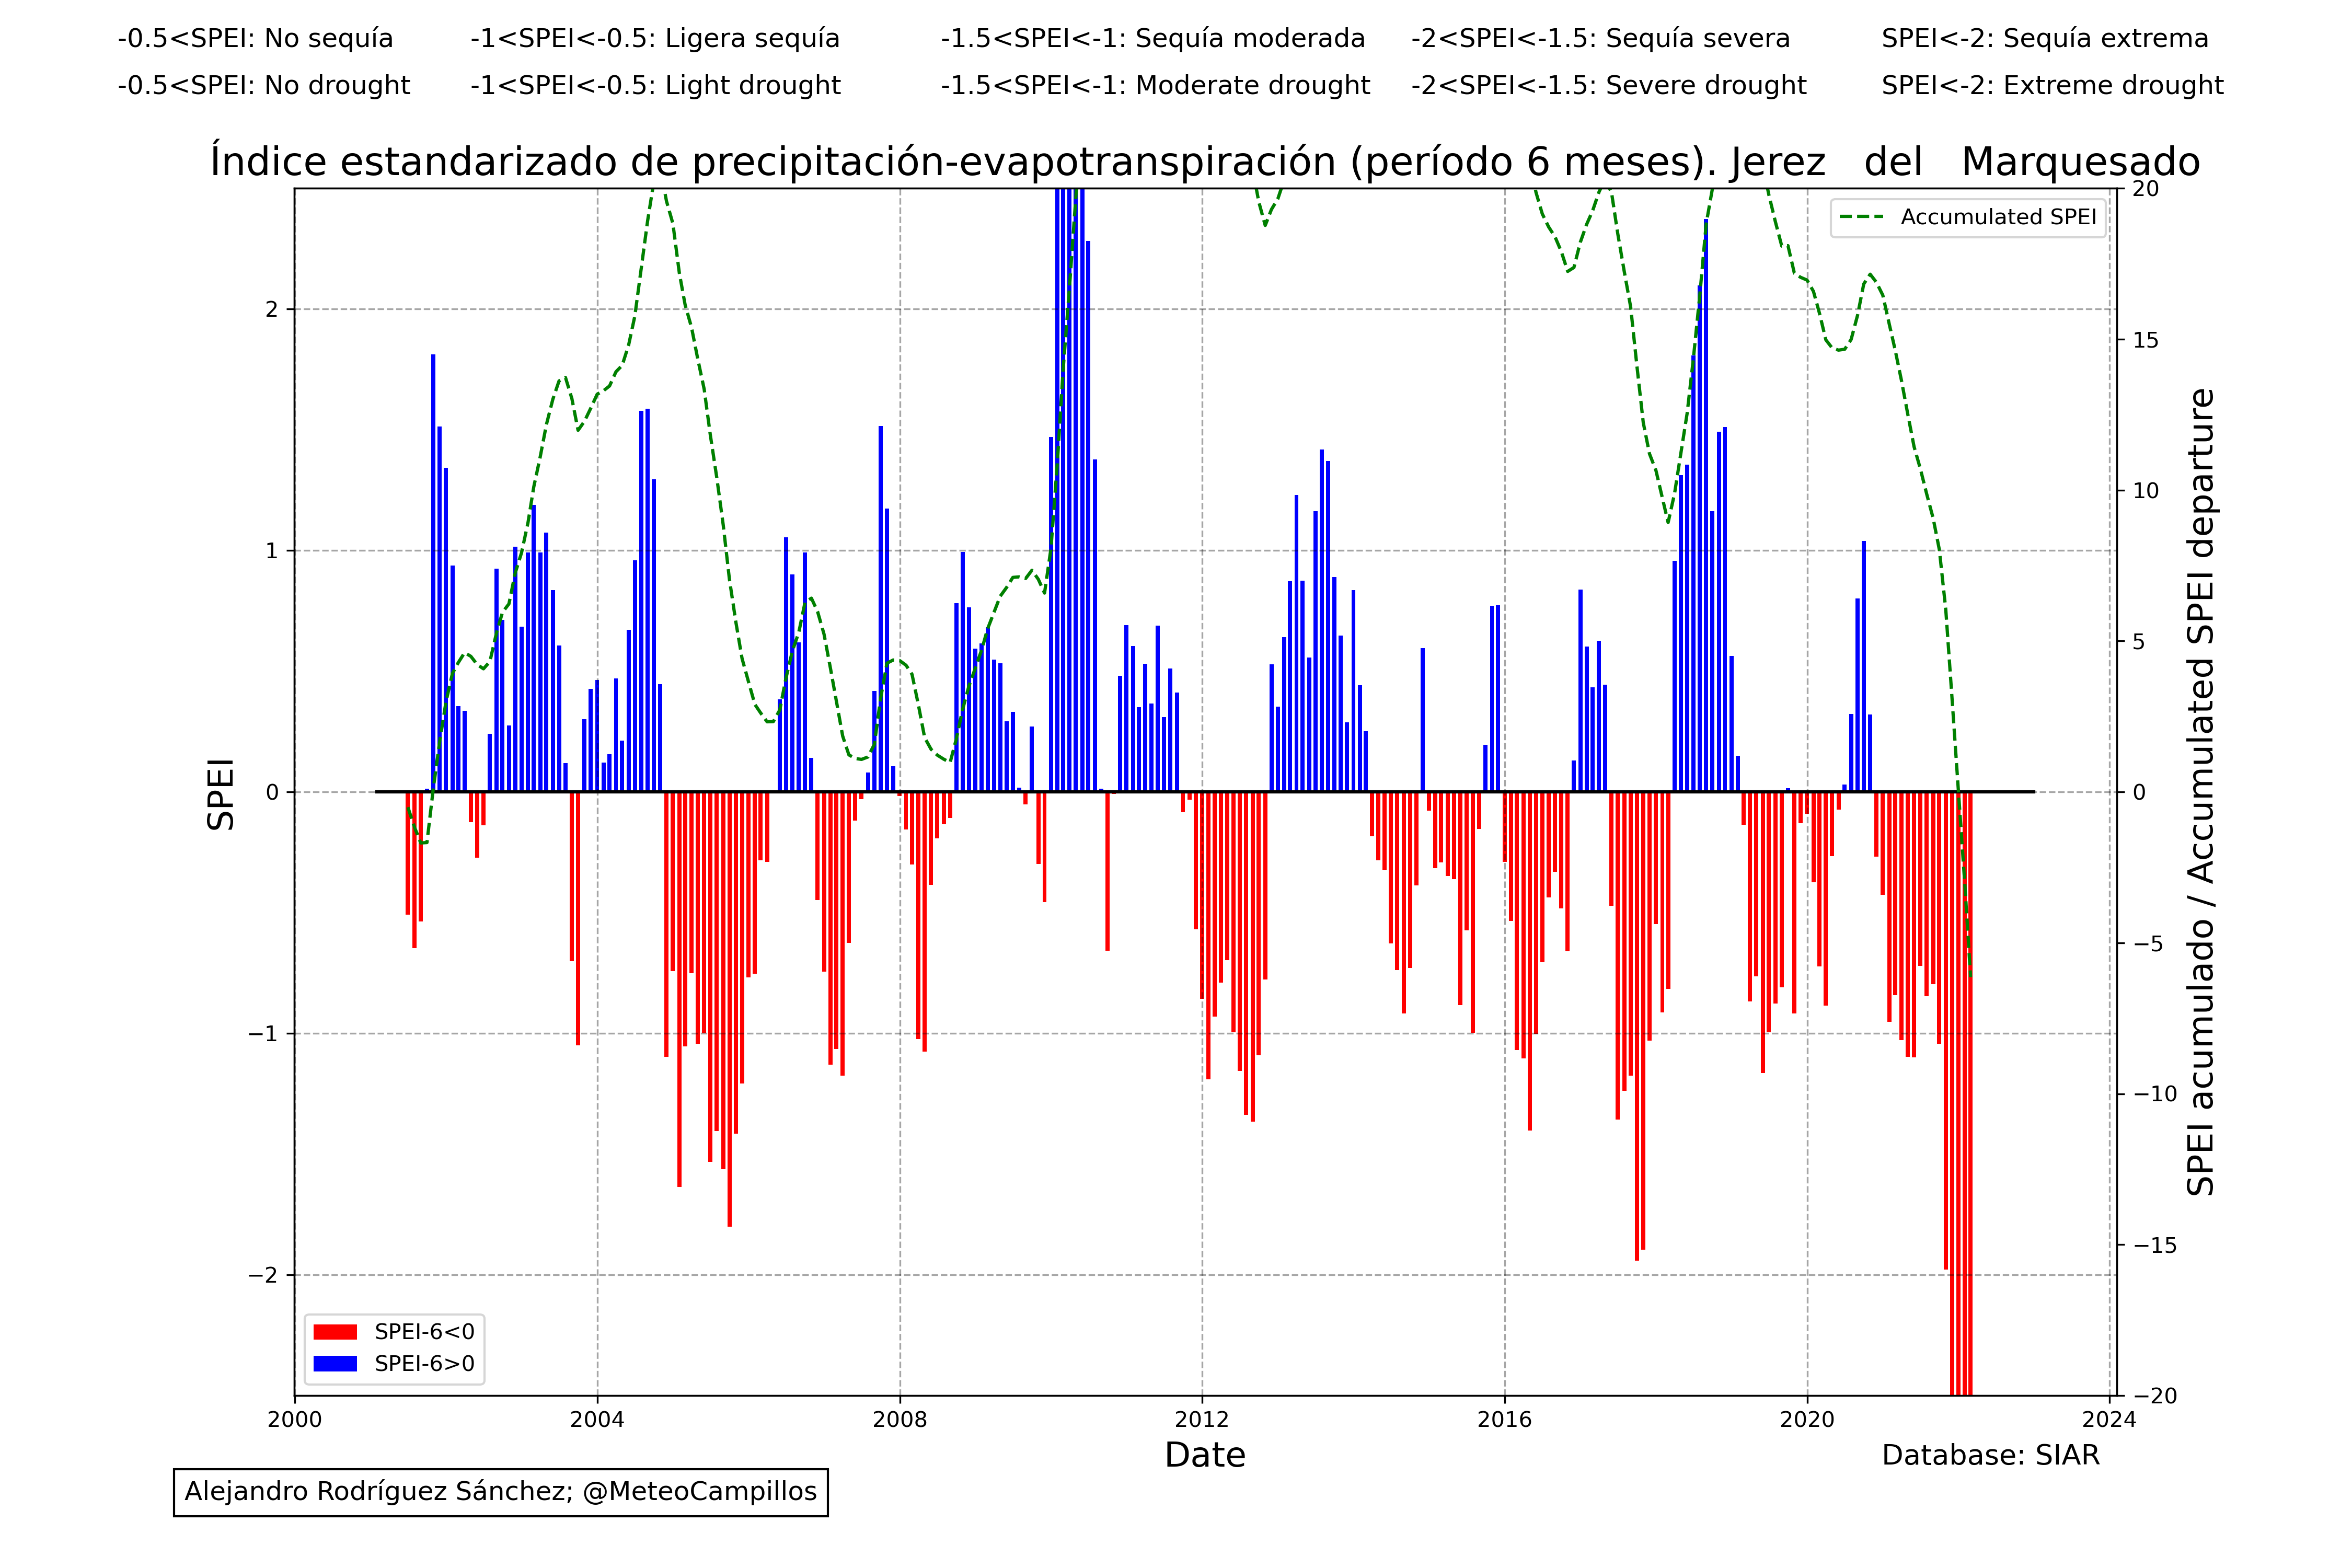 -0.5<SPEI: No sequía -1<SPEI<-0.5: Ligera sequía -1.5<SPEI<-1: Sequía moderada -2<SPEI<-1.5: Sequía severa SPEI<-2: Sequía extrema
-0.5<SPEI: No drought -1<SPEI<-0.5: Light drought -1.5<SPEI<-1: Moderate drought -2<SPEI<-1.5: Severe drought SPEI<-2: Extreme drought
Índice estandarizado de precipitación-evapotranspiración (período 6 meses). Jerez del Marquesado
Accumulated SPEI
2
1
0
−1
−2
SPEI
20
15
10
5
0
−5
−10
−15
−20
SPEI acumulado / Accumulated SPEI departure
SPEI-6<0
SPEI-6>0
2000 2004 2008 2012 2016 2020 2024
Date
Database: SIAR
Alejandro Rodríguez Sánchez; @MeteoCampillos